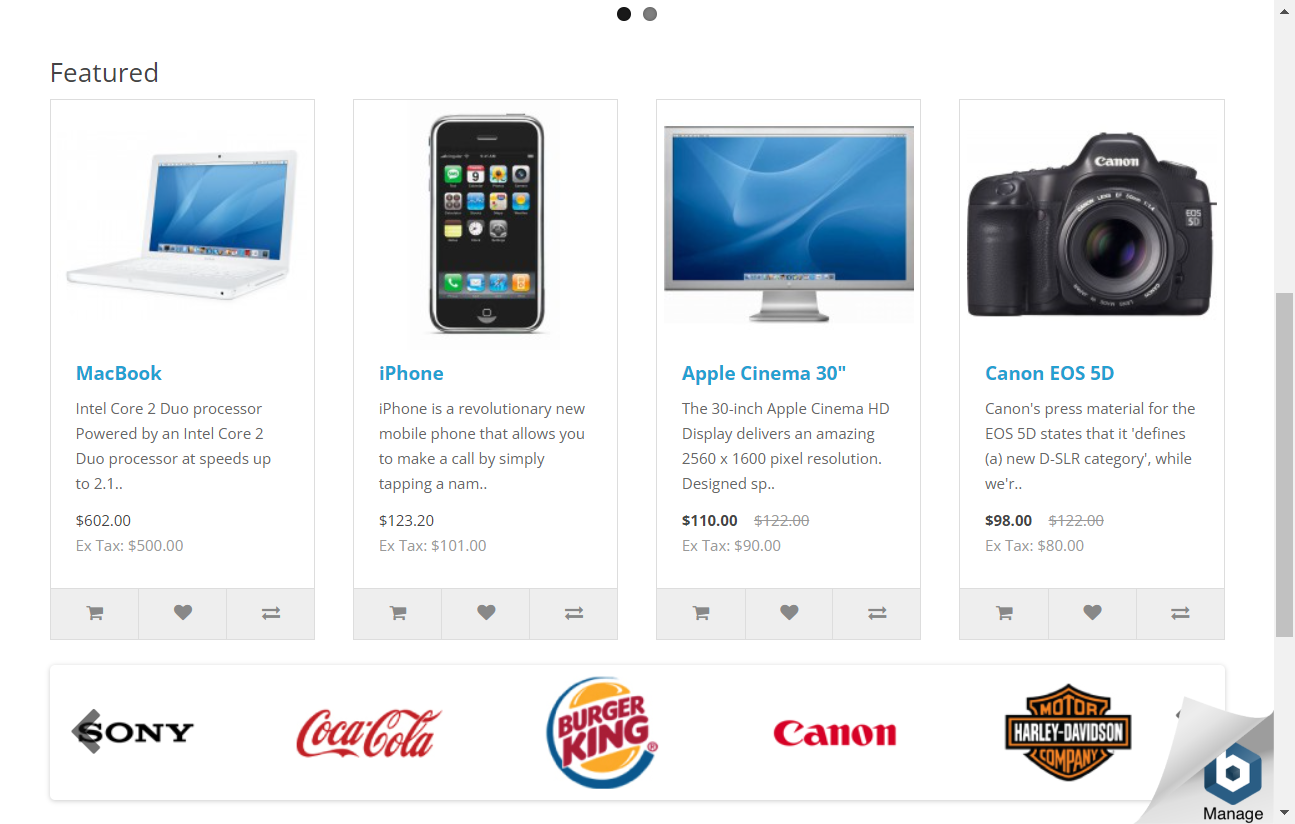 Featured
Canon
EOS
5D
MacBook
Intel Core 2 Duo processor
Powered by an Intel Core 2
Duo processor at speeds up
to 2.1..
$602.00
Ex Tax: $500.00
iPhone
iPhone is a revolutionary new
mobile phone that allows you
to make a call by simply
tapping a nam..
$123.20
Ex Tax: $101.00
Apple Cinema 30"
The 30-inch Apple Cinema HD
Display delivers an amazing
2560 x 1600 pixel resolution.
Designed sp..
$110.00 $122.00
Ex Tax: $90.00
Canon EOS 5D
Canon's press material for the
EOS 5D states that it 'defines
(a) new D-SLR category', while
we'r..
$98.00 $122.00
Ex Tax: $80.00
SONY
Coca-Cola
BURGER
KING®
Canon
MOTOR
HARLEY-DAVIDSON
COMPANY
b
Manage